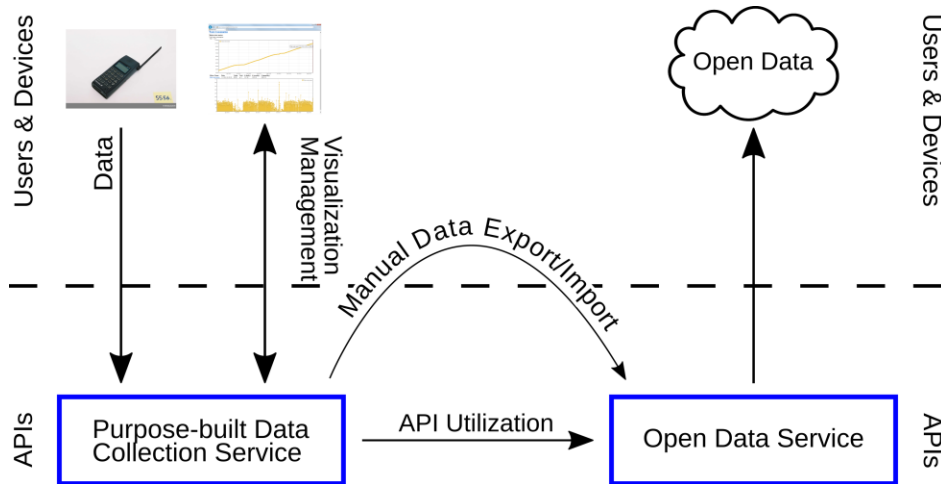 Users & Devices
Open Data
Users & Devices
Data
Visualization
Management
Manual Data Export/Import
APIs
Purpose-built Data
Collection Service
API Utilization
Open Data Service
APIs